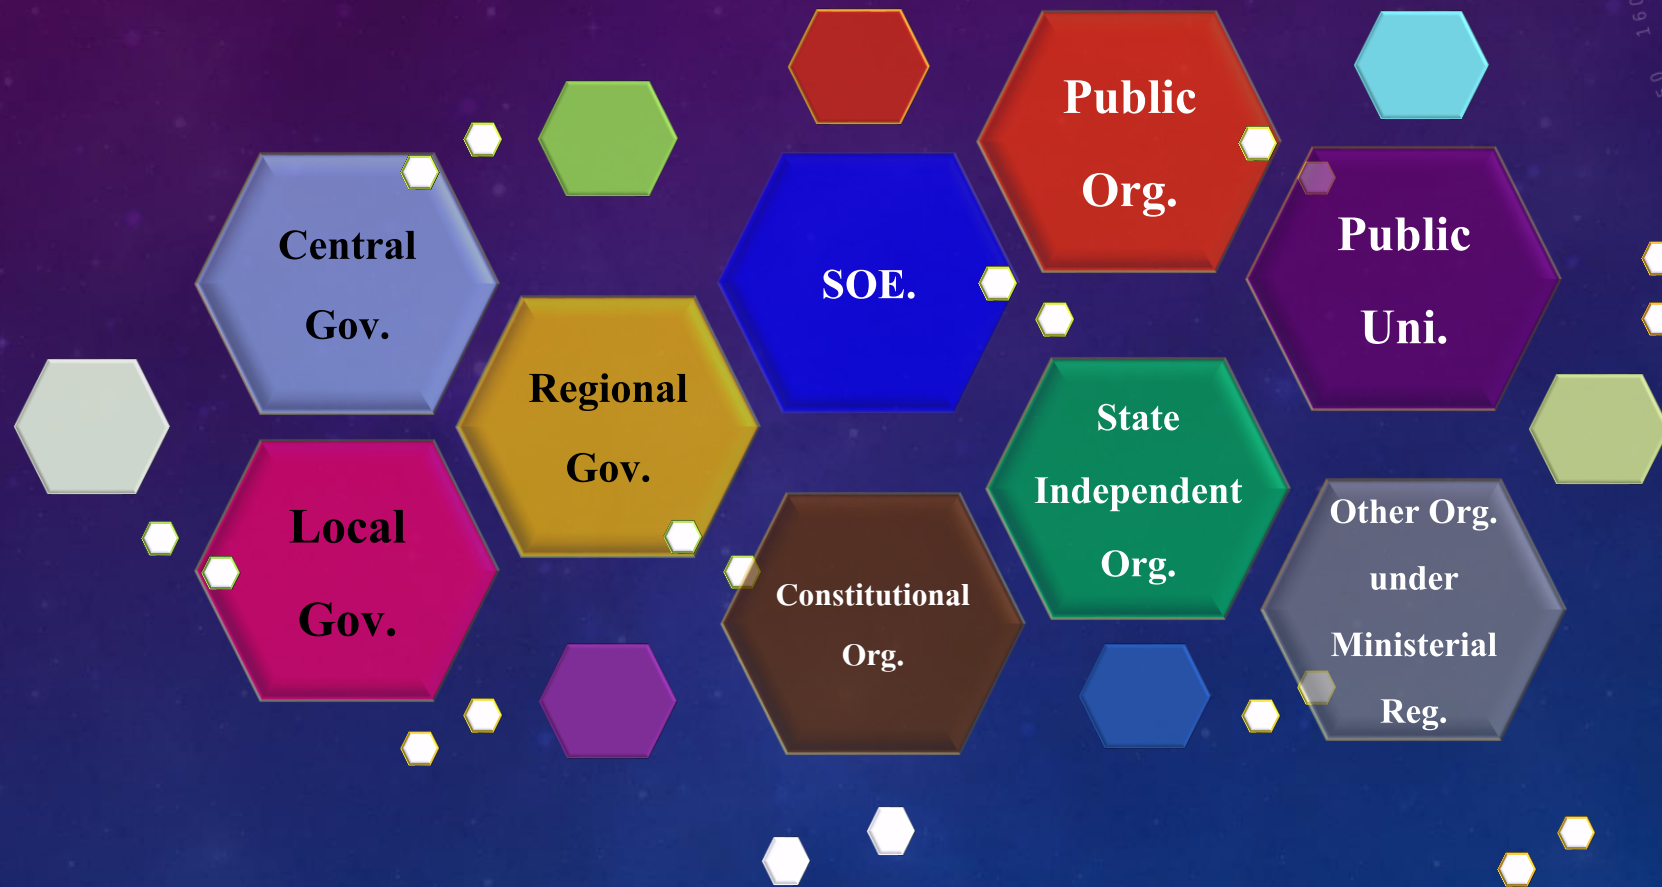 Central
Gov.
Regional
Gov.
Local
Gov.
SOE.
Public
Org.
Public
Uni.
State
Independent
Org.
Constitutional
Org.
Other Org.
under
Ministerial
Reg.
160